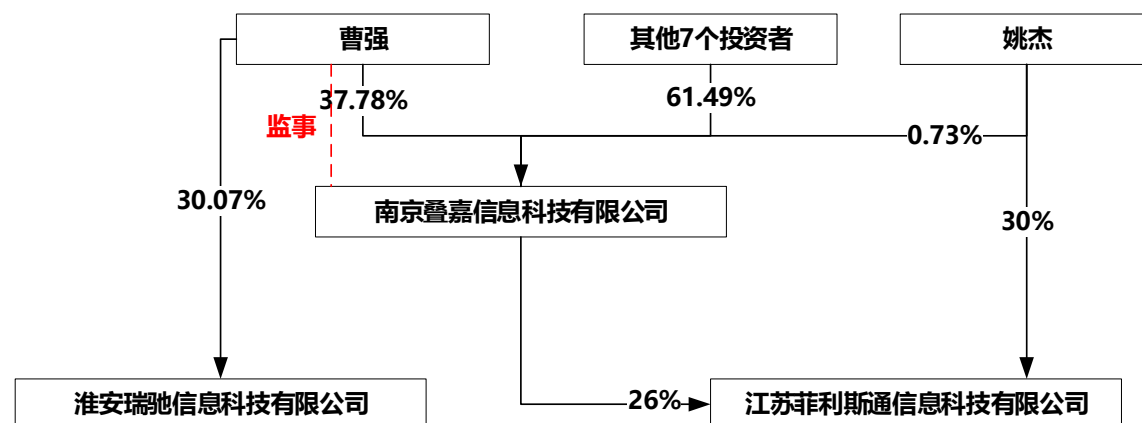 曹强
其他7个投资者
姚杰
37.78%
61.49%
监事
0.73%
30.07%
南京叠嘉信息科技有限公司
30%
淮安瑞驰信息科技有限公司
26%
江苏菲利斯通信息科技有限公司